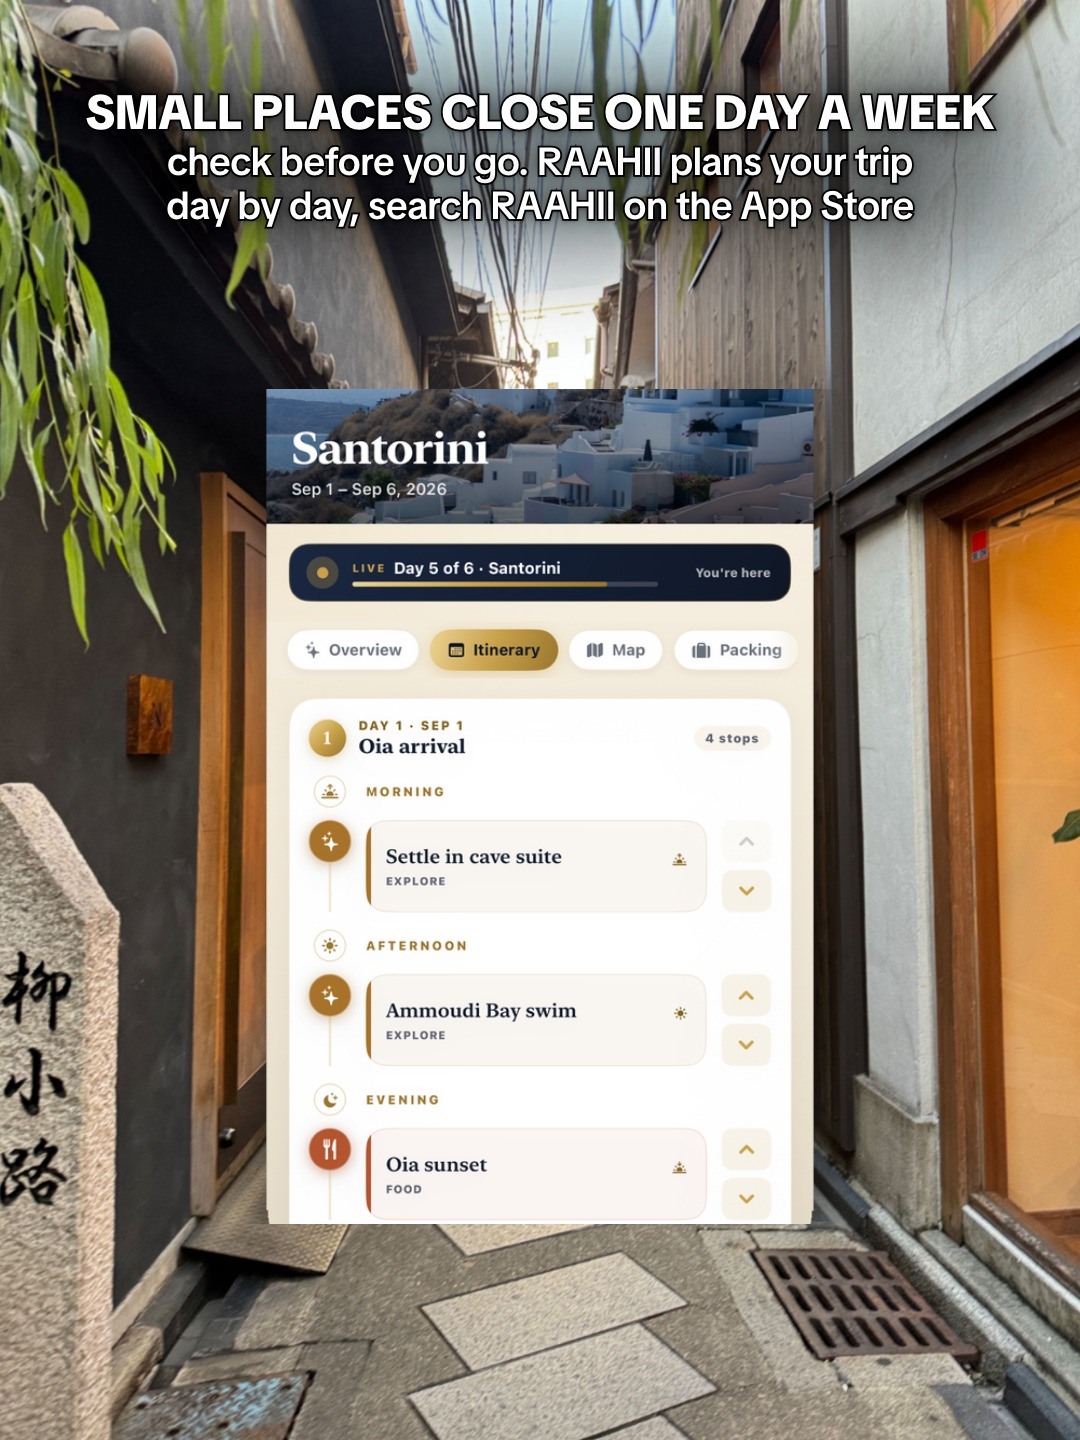 SMALL PLACES CLOSE ONE DAY A WEEK
check before you go. RAAHII plans your trip
day by day, search RAAHII on the App Store
Santorini
Sep 1 – Sep 6, 2026
LIVE Day 5 of 6 · Santorini
You're here
Overview
Itinerary
Map
Packing
1
DAY 1 · SEP 1
Oia arrival
4 stops
MORNING
Settle in cave suite
EXPLORE
AFTERNOON
Ammoudi Bay swim
EXPLORE
EVENING
Oia sunset
FOOD
柳小路